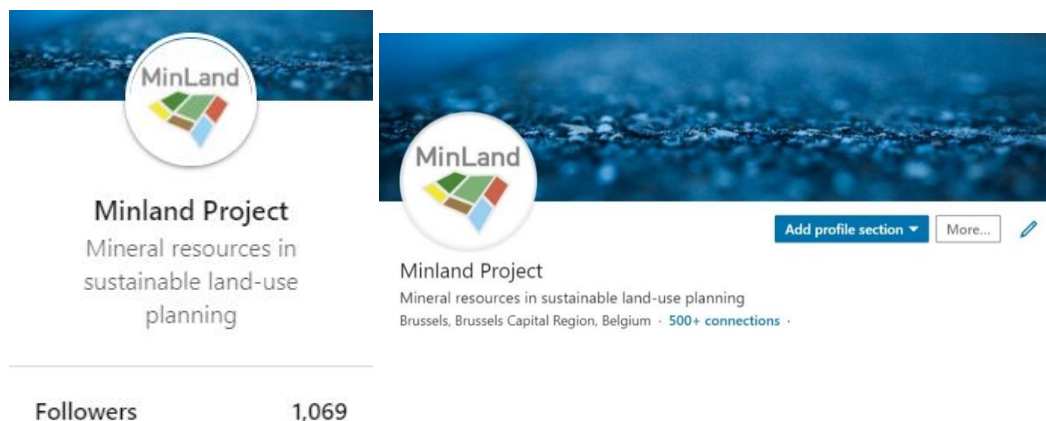 MinLand
Minland Project
Mineral resources in
sustainable land-use
planning
Followers 1,069
MinLand
Add profile section
More...
Minland Project
Mineral resources in sustainable land-use planning
Brussels, Brussels Capital Region, Belgium · 500+ connections ·